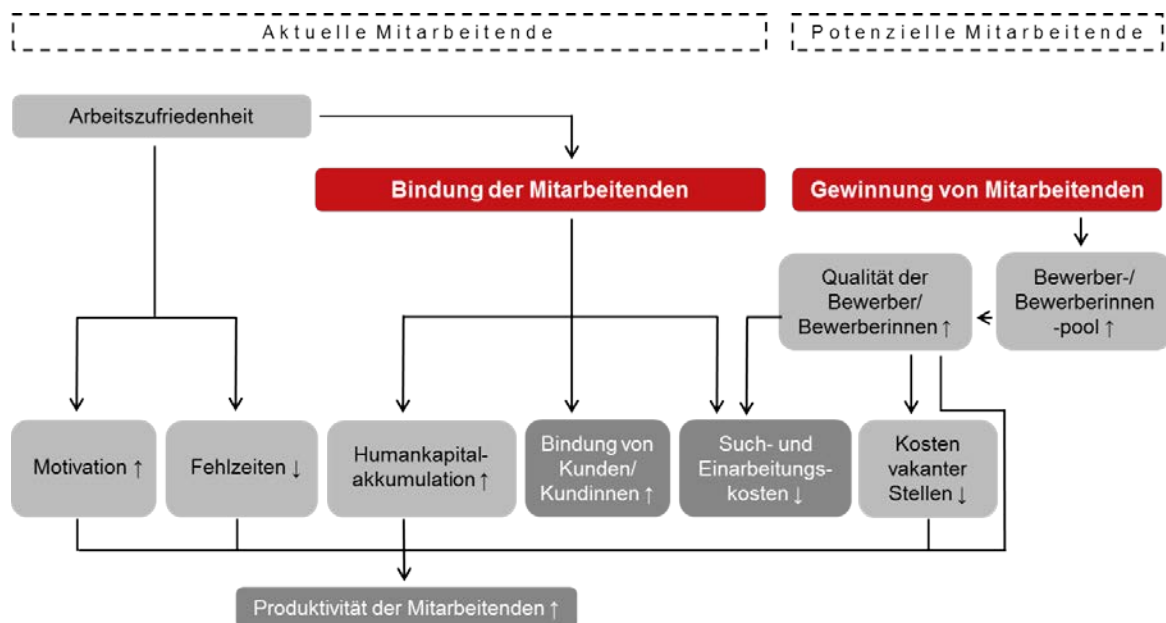 Aktuelle Mitarbeitende
Potenzielle Mitarbeitende
Arbeitszufriedenheit
Bindung der Mitarbeitenden
Gewinnung von Mitarbeitenden
Qualität der
Bewerber/
Bewerberinnen ↑
Bewerber-/
Bewerberinnen
-pool ↑
Motivation ↑
Fehlzeiten ↓
Humankapital-
akkumulation ↑
Bindung von
Kunden/
Kundinnen ↑
Such- und
Einarbeitungs-
kosten ↓
Kosten
vakanter
Stellen ↓
Produktivität der Mitarbeitenden ↑